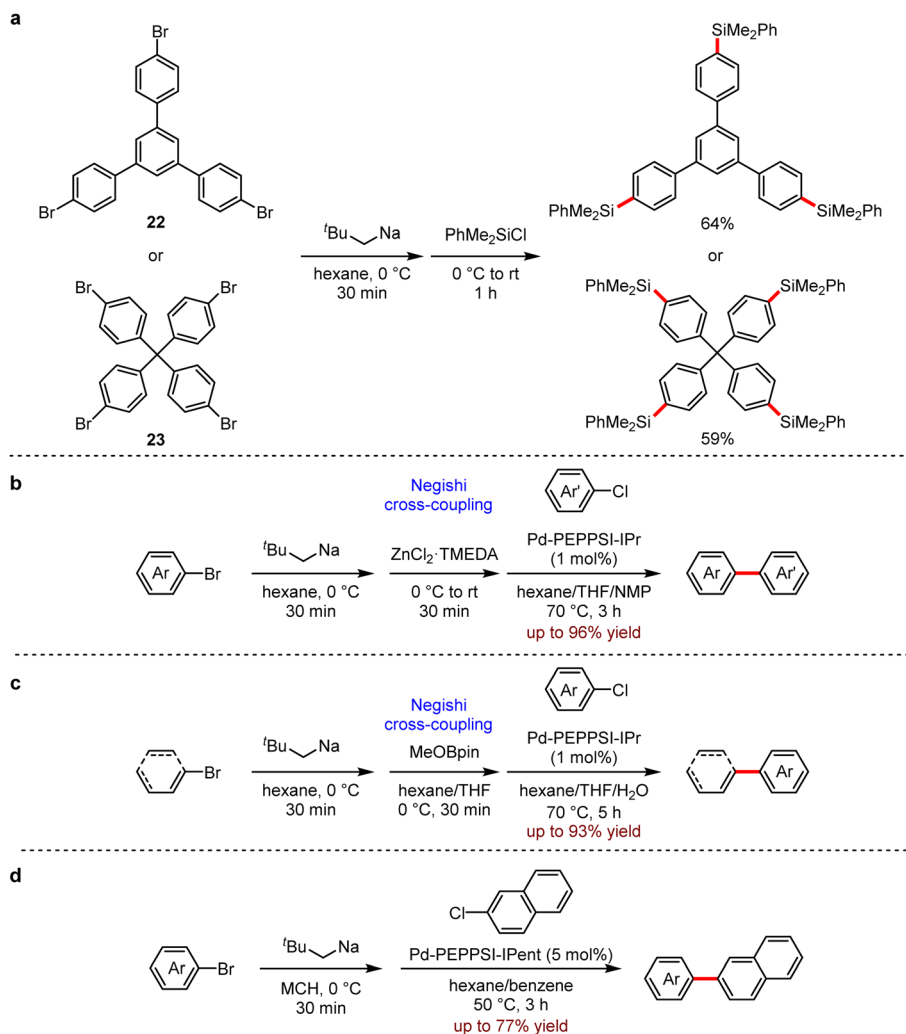 a
Br
Br
Br
22
or
Br
Br
Br
Br
23
ᵗBu
Na
hexane, 0 °C
30 min
PhMe₂SiCl
0 °C to rt
1 h
SiMe₂Ph
PhMe₂Si
SiMe₂Ph
64%
or
PhMe₂Si
SiMe₂Ph
PhMe₂Si
SiMe₂Ph
59%
b
Ar
Br
ᵗBu
Na
hexane, 0 °C
30 min
Negishi
cross-coupling
ZnCl₂·TMEDA
0 °C to rt
30 min
Ar'
Cl
Pd-PEPPSI-IPr
(1 mol%)
hexane/THF/NMP
70 °C, 3 h
up to 96% yield
Ar
Ar'
c
Br
ᵗBu
Na
hexane, 0 °C
30 min
Negishi
cross-coupling
MeOBpin
hexane/THF
0 °C, 30 min
Ar
Cl
Pd-PEPPSI-IPr
(1 mol%)
hexane/THF/H₂O
70 °C, 5 h
up to 93% yield
Ar
d
Ar
Br
ᵗBu
Na
MCH, 0 °C
30 min
Cl
Pd-PEPPSI-IPent (5 mol%)
hexane/benzene
50 °C, 3 h
up to 77% yield
Ar